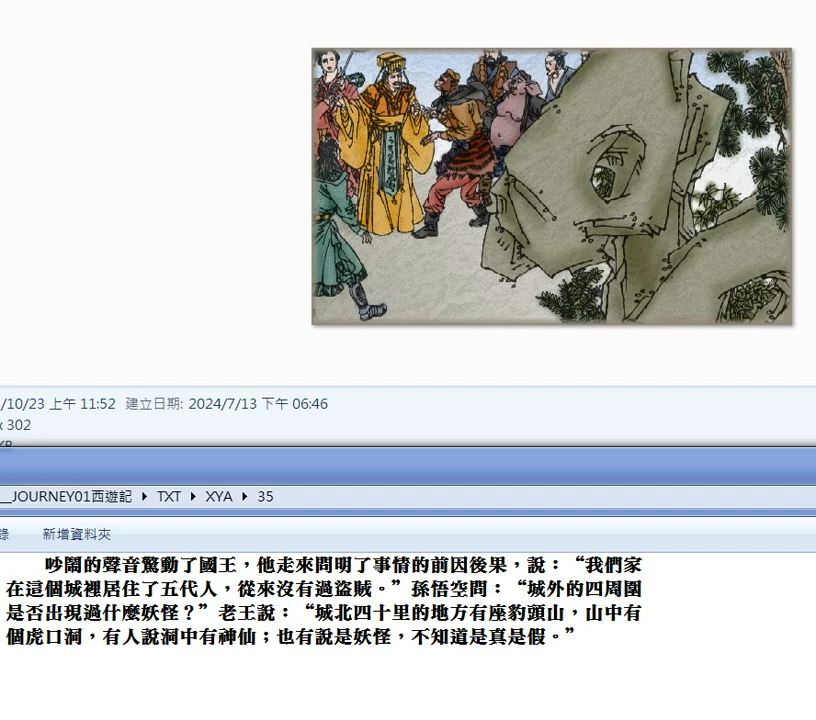 /10/23 上午 11:52 建立日期: 2024/7/13 下午 06:46
x 302
__JOURNEY01西遊記 ▸ TXT ▸ XYA ▸ 35
新增資料夾
吵鬧的聲音驚動了國王，他走來問明了事情的前因後果，說：“我們家
在這個城裡居住了五代人，從來沒有過盜賊。”孫悟空問：“城外的四周圍
是否出現過什麼妖怪？”老王說：“城北四十里的地方有座豹頭山，山中有
個虎口洞，有人說洞中有神仙；也有說是妖怪，不知道是真是假。”